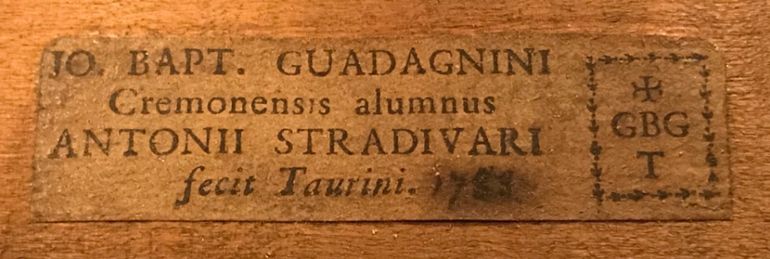 JO. BAPT. GUADAGNINI
Cremonensis alumnus
ANTONII STRADIVARI
fecit Taurini.
✠
GBG
T